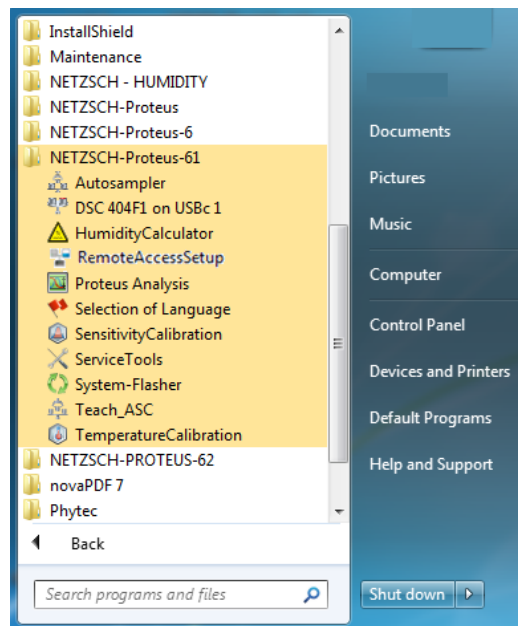 InstallShield
Maintenance
NETZSCH - HUMIDITY
NETZSCH-Proteus
NETZSCH-Proteus-6
NETZSCH-Proteus-61
Autosampler
DSC 404F1 on USBc 1
HumidityCalculator
RemoteAccessSetup
Proteus Analysis
Selection of Language
SensitivityCalibration
ServiceTools
System-Flasher
Teach_ASC
TemperatureCalibration
NETZSCH-PROTEUS-62
novaPDF 7
Phytec
Back
Search programs and files
Documents
Pictures
Music
Computer
Control Panel
Devices and Printers
Default Programs
Help and Support
Shut down